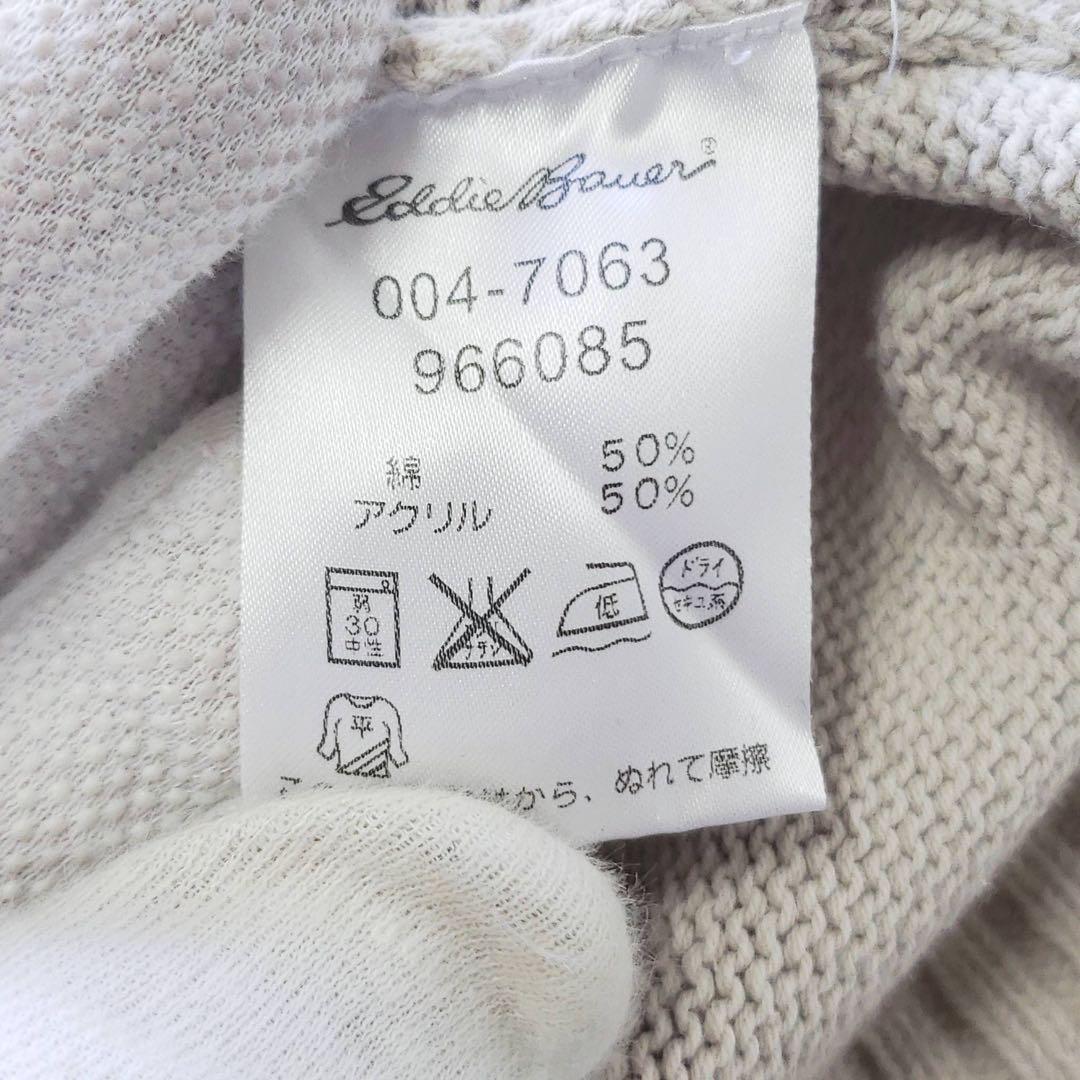 Eddie Bauer®
004-7063
966085
綿 50%
アクリル 50%
弱
30
中性
低
ドライ
セキユ系
平
から、ぬれて摩擦